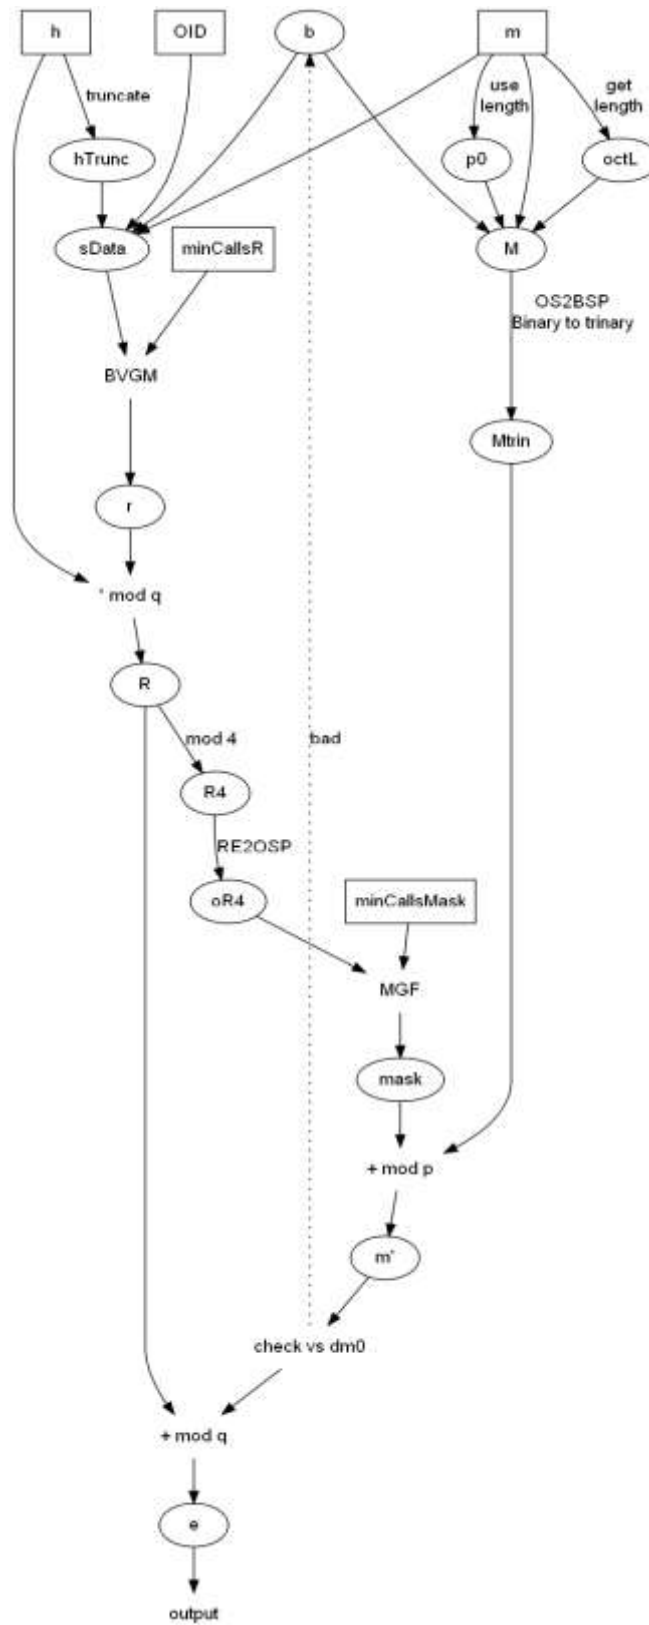 h
OID
b
m
truncate
use
length
get
length
hTrunc
p0
octL
sData
minCallsR
M
OS2BSP
Binary to trinary
BVGM
Mtrin
r
* mod q
R
mod 4
bad
R4
RE2OSP
oR4
minCallsMask
MGF
mask
+ mod p
m'
check vs dm0
+ mod q
e
output